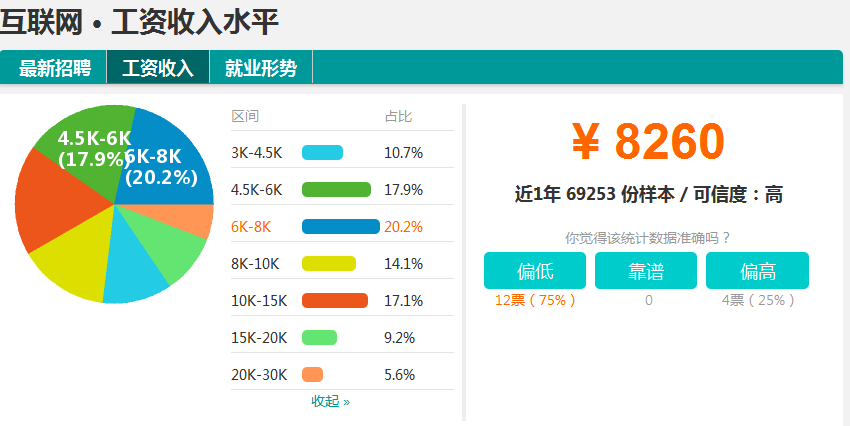 互联网 • 工资收入水平
最新招聘 工资收入 就业形势
4.5K-6K
(17.9%)
6K-8K
(20.2%)
区间 占比
3K-4.5K 10.7%
4.5K-6K 17.9%
6K-8K 20.2%
8K-10K 14.1%
10K-15K 17.1%
15K-20K 9.2%
20K-30K 5.6%
收起 »
¥ 8260
近1年 69253 份样本 / 可信度：高
你觉得该统计数据准确吗？
偏低 靠谱 偏高
12票（75%） 0 4票（25%）